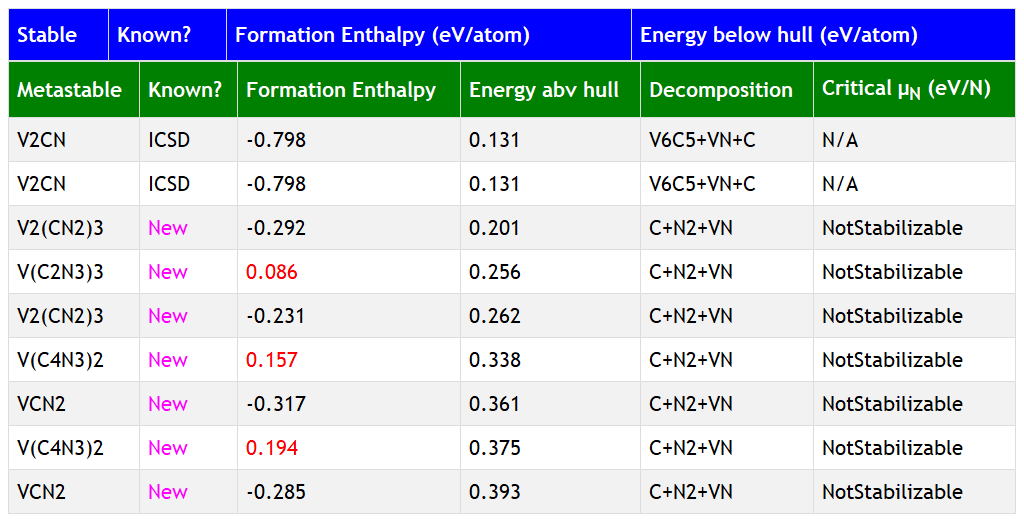 Stable Known? Formation Enthalpy (eV/atom) Energy below hull (eV/atom)
Metastable Known? Formation Enthalpy Energy abv hull Decomposition Critical μN (eV/N)
V2CN ICSD -0.798 0.131 V6C5+VN+C N/A
V2CN ICSD -0.798 0.131 V6C5+VN+C N/A
V2(CN2)3 New -0.292 0.201 C+N2+VN NotStabilizable
V(C2N3)3 New 0.086 0.256 C+N2+VN NotStabilizable
V2(CN2)3 New -0.231 0.262 C+N2+VN NotStabilizable
V(C4N3)2 New 0.157 0.338 C+N2+VN NotStabilizable
VCN2 New -0.317 0.361 C+N2+VN NotStabilizable
V(C4N3)2 New 0.194 0.375 C+N2+VN NotStabilizable
VCN2 New -0.285 0.393 C+N2+VN NotStabilizable